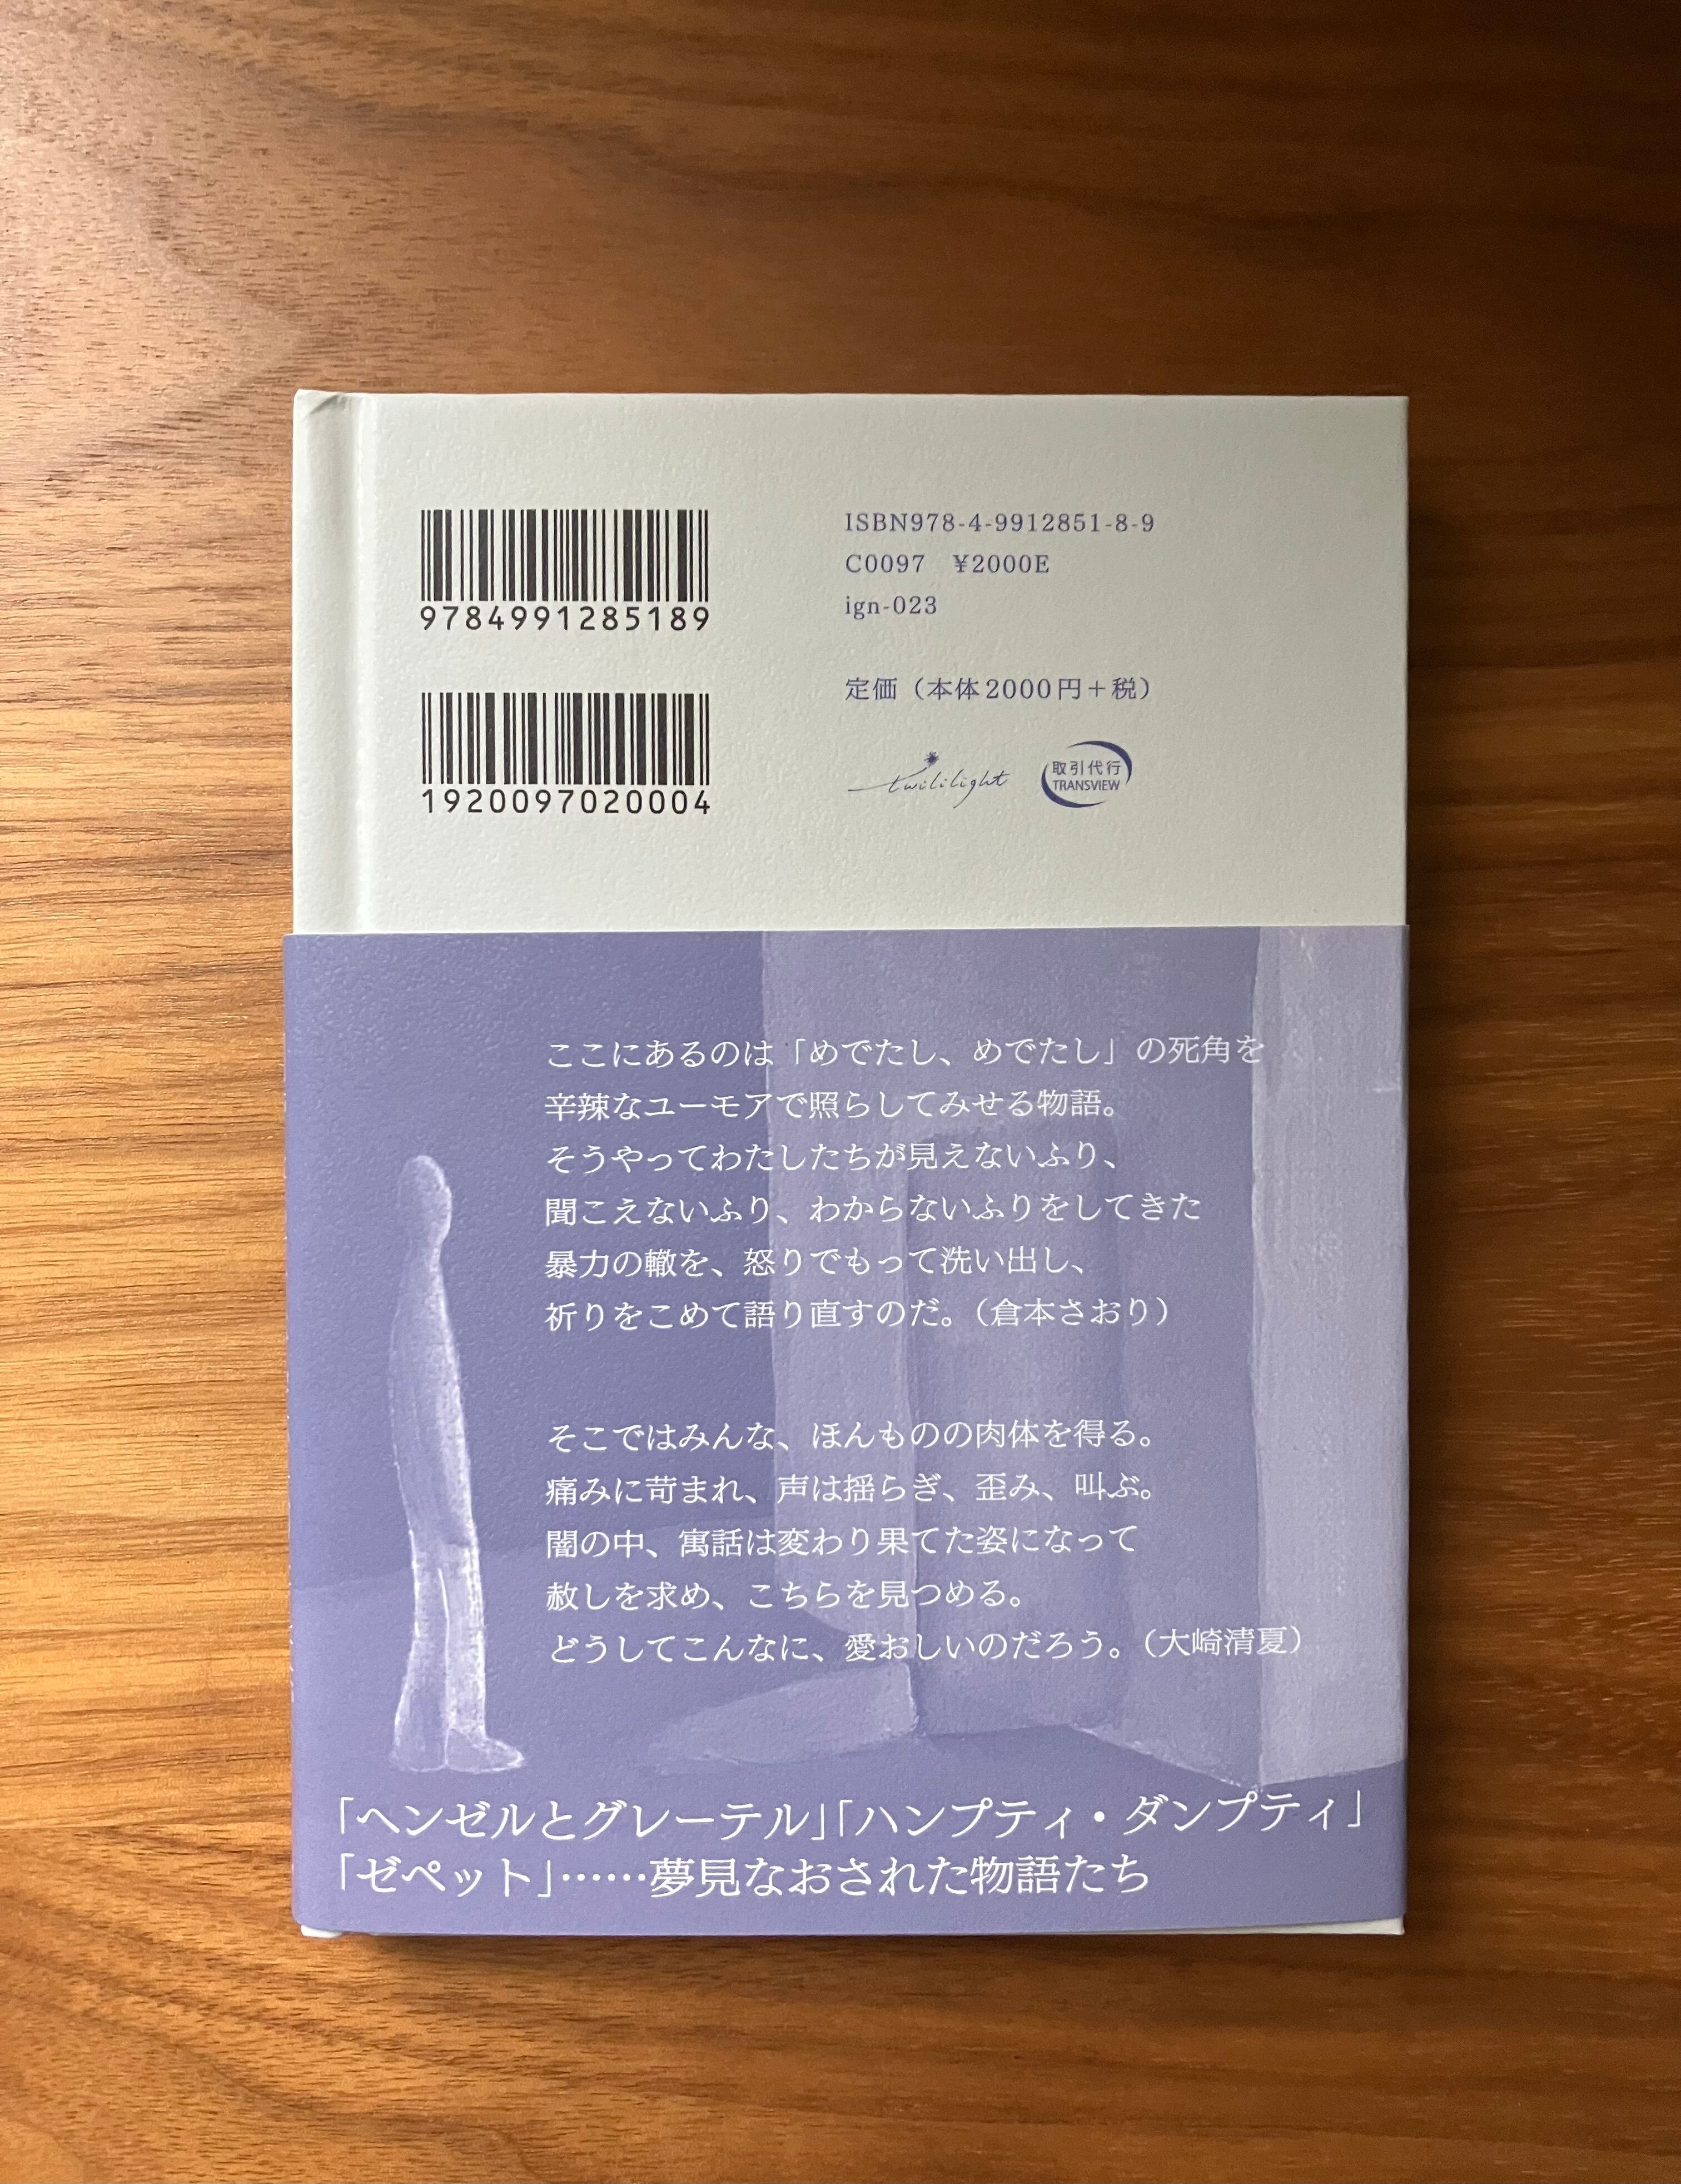 9784991285189
1920097020004
ISBN978-4-9912851-8-9
C0097 ¥2000E
ign-023
定価（本体2000円＋税）
twililight
取引代行
TRANSVIEW
ここにあるのは「めでたし、めでたし」の死角を
辛辣なユーモアで照らしてみせる物語。
そうやってわたしたちが見えないふり、
聞こえないふり、わからないふりをしてきた
暴力の轍を、怒りでもって洗い出し、
祈りをこめて語り直すのだ。（倉本さおり）
そこではみんな、ほんものの肉体を得る。
痛みに苛まれ、声は揺らぎ、歪み、叫ぶ。
闇の中、寓話は変わり果てた姿になって
赦しを求め、こちらを見つめる。
どうしてこんなに、愛おしいのだろう。（大崎清夏）
「ヘンゼルとグレーテル」「ハンプティ・ダンプティ」
「ゼペット」……夢見なおされた物語たち